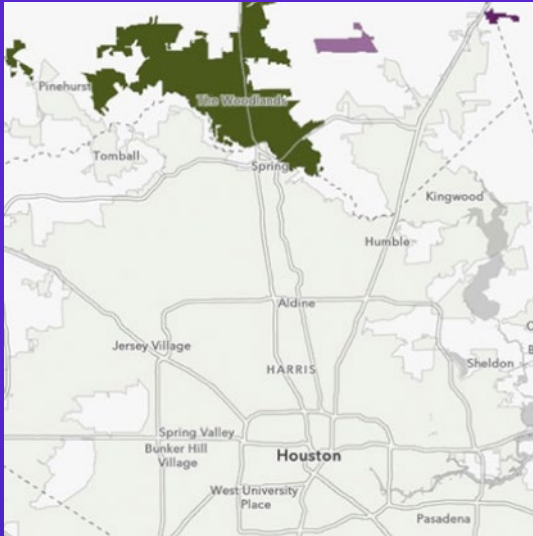 Pinehurst
The Woodlands
Tomball
Spring
Kingwood
Humble
Aldine
Jersey Village
Sheldon
HARRIS
Spring Valley
Bunker Hill
Village
Houston
West University
Place
Pasadena